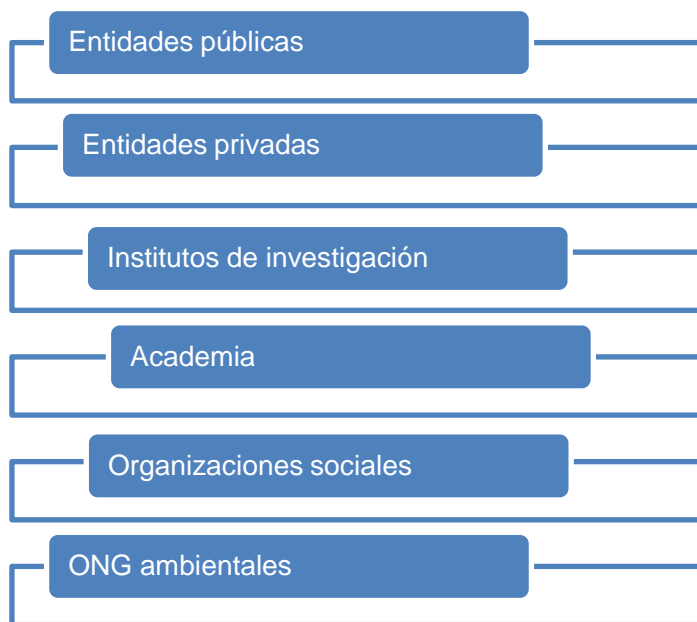 Entidades públicas
Entidades privadas
Institutos de investigación
Academia
Organizaciones sociales
ONG ambientales